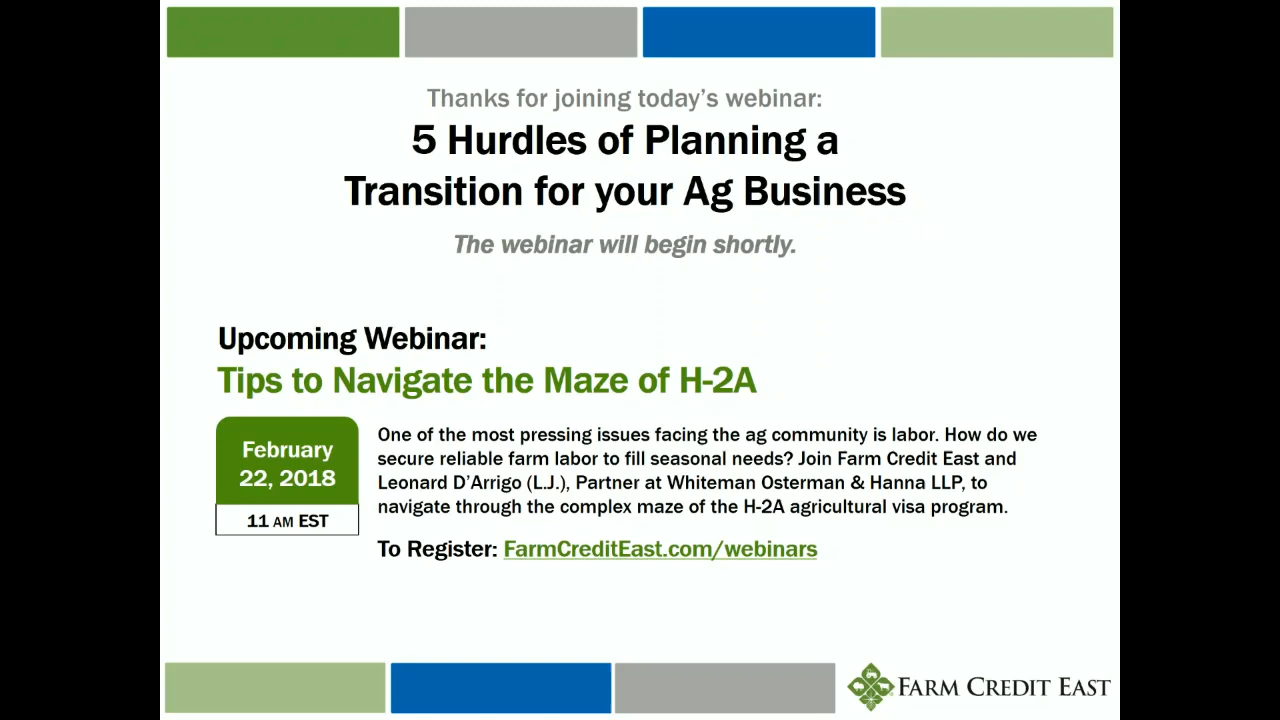 Thanks for joining today's webinar:
5 Hurdles of Planning a
Transition for your Ag Business
The webinar will begin shortly.
Upcoming Webinar:
Tips to Navigate the Maze of H-2A
February
22, 2018
11 AM EST
One of the most pressing issues facing the ag community is labor. How do we
secure reliable farm labor to fill seasonal needs? Join Farm Credit East and
Leonard D'Arrigo (L.J.), Partner at Whiteman Osterman & Hanna LLP, to
navigate through the complex maze of the H-2A agricultural visa program.
To Register: FarmCreditEast.com/webinars
FARM CREDIT EAST